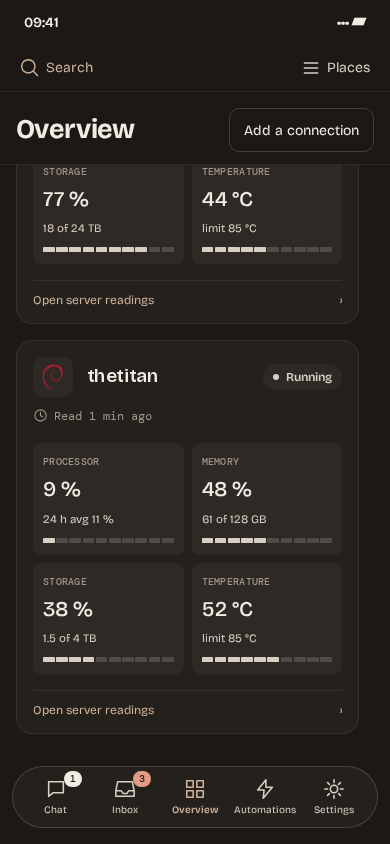 09:41
Search
Places
Overview
Add a connection
STORAGE
TEMPERATURE
77 %
44 °C
18 of 24 TB
limit 85 °C
Open server readings
thetitan
Running
Read 1 min ago
PROCESSOR
MEMORY
9 %
48 %
24 h avg 11 %
61 of 128 GB
STORAGE
TEMPERATURE
38 %
52 °C
1.5 of 4 TB
limit 85 °C
Open server readings
1
3
Chat
Inbox
Overview
Automations
Settings